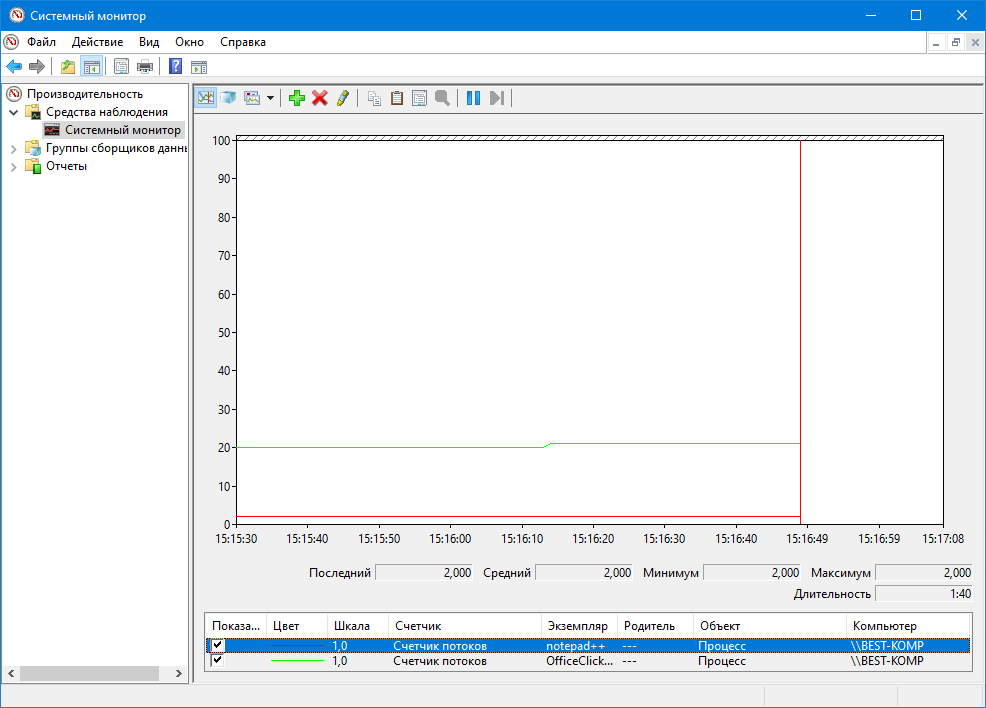 Системный монитор
Файл Действие Вид Окно Справка
Производительность
Средства наблюдения
Системный монитор
Группы сборщиков данны
Отчеты
100
90
80
70
60
50
40
30
20
10
0
15:15:30 15:15:40 15:15:50 15:16:00 15:16:10 15:16:20 15:16:30 15:16:40 15:16:49 15:16:59 15:17:08
Последний 2,000 Средний 2,000 Минимум 2,000 Максимум 2,000
Длительность 1:40
Показа... Цвет Шкала Счетчик Экземпляр Родитель Объект Компьютер
1,0 Счетчик потоков notepad++ --- Процесс \\BEST-KOMP
1,0 Счетчик потоков OfficeClick... --- Процесс \\BEST-KOMP